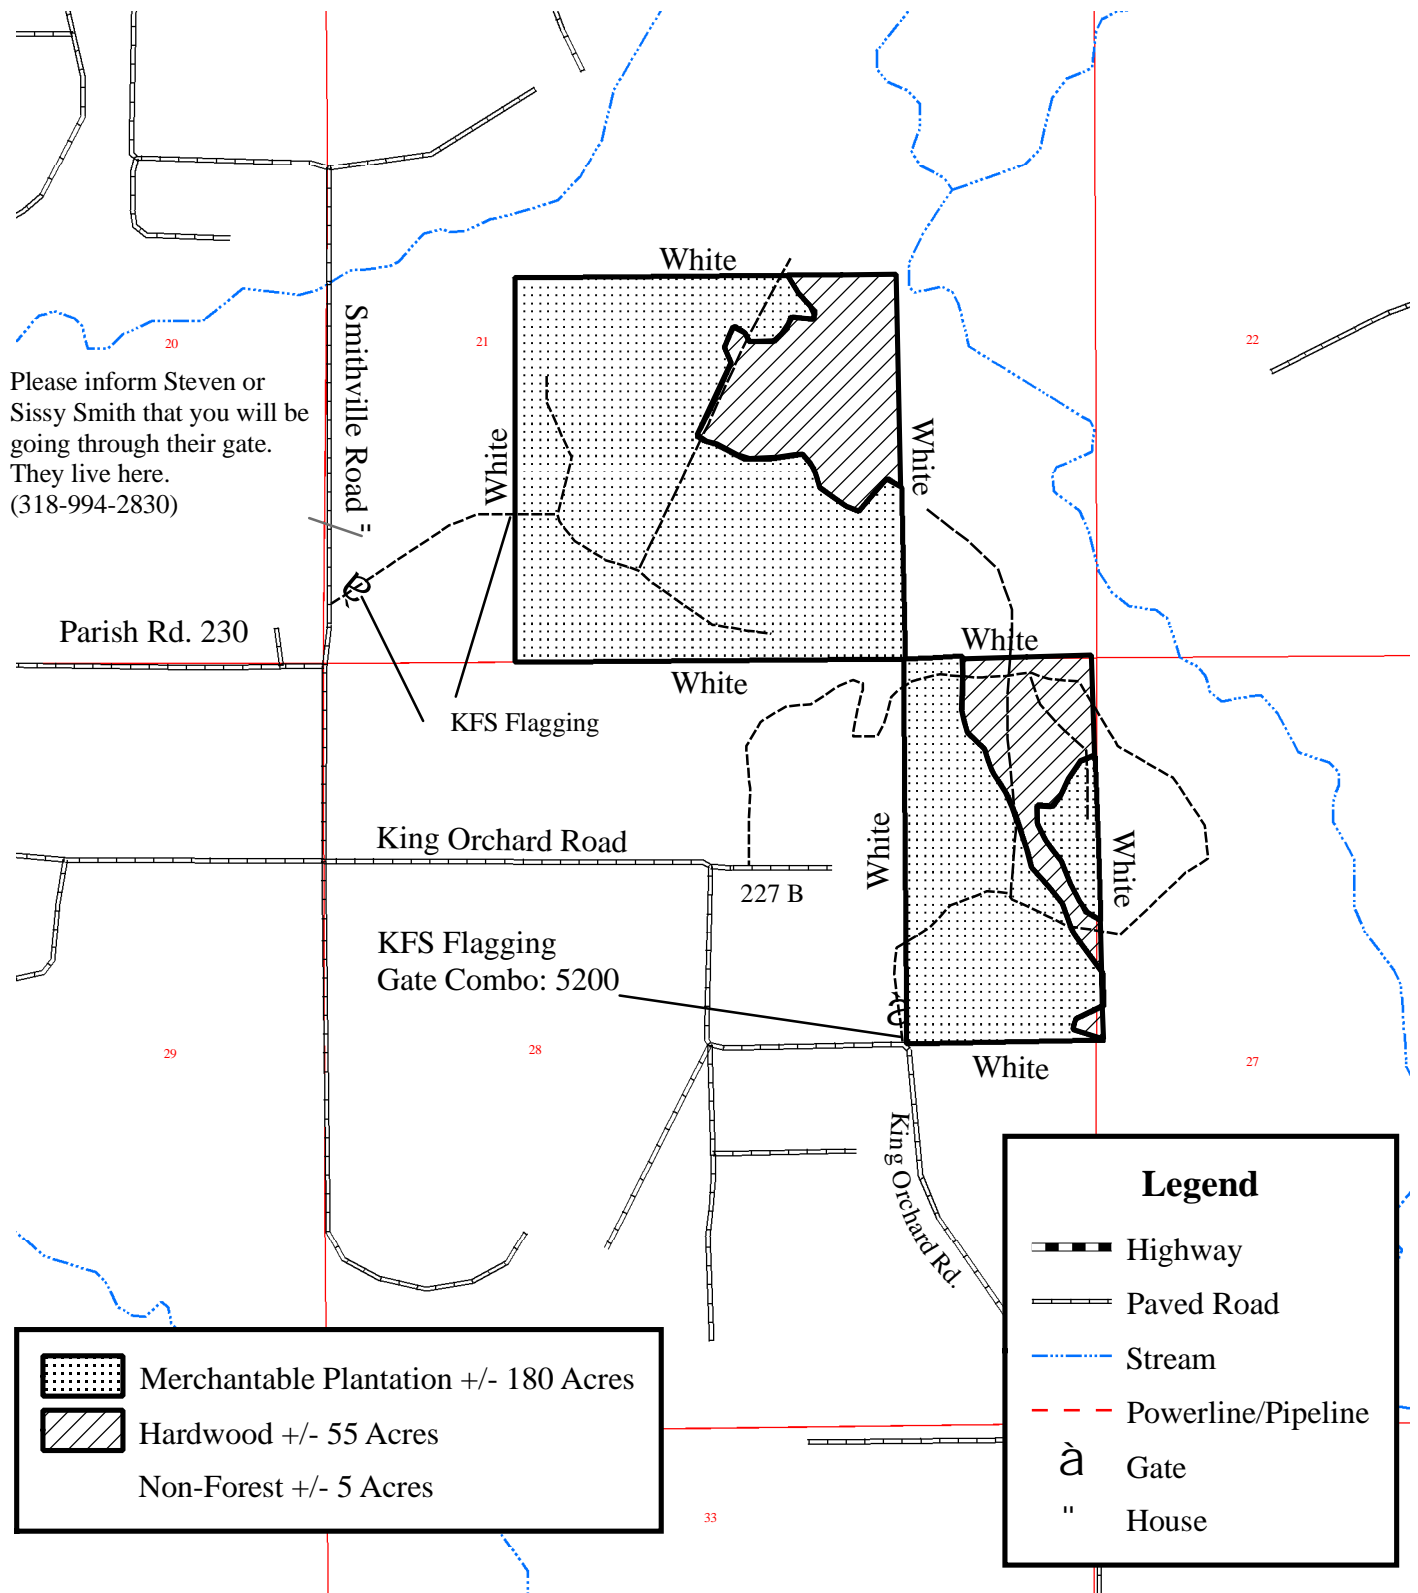 White
Smithville Road
20
21
22
Please inform Steven or
Sissy Smith that you will be
going through their gate.
They live here.
(318-994-2830)
White
White
"
à
Parish Rd. 230
White
White
KFS Flagging
King Orchard Road
White
White
227 B
KFS Flagging
Gate Combo: 5200
à
29
28
27
White
King Orchard Rd.
Legend
Highway
Paved Road
Stream
Powerline/Pipeline
à Gate
" House
Merchantable Plantation +/- 180 Acres
Hardwood +/- 55 Acres
Non-Forest +/- 5 Acres
33